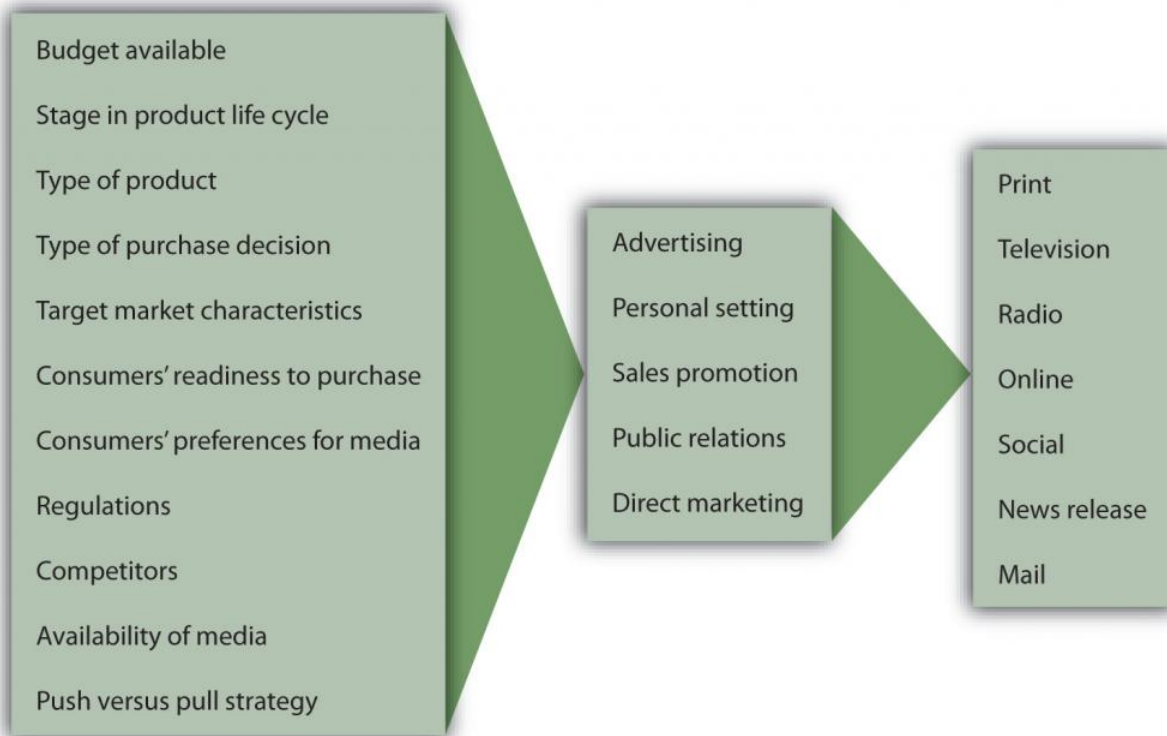 Budget available
Stage in product life cycle
Type of product
Type of purchase decision
Target market characteristics
Consumers' readiness to purchase
Consumers' preferences for media
Regulations
Competitors
Availability of media
Push versus pull strategy
Advertising
Personal setting
Sales promotion
Public relations
Direct marketing
Print
Television
Radio
Online
Social
News release
Mail